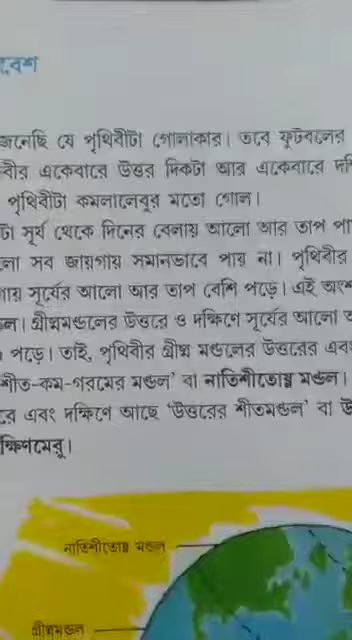 জেনেছি যে পৃথিবীটা গোলাকার। তবে ফুটবলের
একেবারে উত্তর দিকটা আর একেবারে
পৃথিবীটা কমলালেবুর মতো গোল।
সূর্য থেকে দিনের বেলায় আলো আর তাপ
সব জায়গায় সমানভাবে পায় না। পৃথিবীর
সূর্যের আলো আর তাপ বেশি পড়ে। এই
গ্রীষ্মমণ্ডলের উত্তরে ও দক্ষিণে সূর্যের আলো
পড়ে। তাই, পৃথিবীর গ্রীষ্ম মণ্ডলের উত্তরের
শীত-কম-গরমের মণ্ডল’ বা নাতিশীতোষ্ণ মণ্ডল।
এবং দক্ষিণে আছে ‘উত্তরের শীতমণ্ডল’ বা
নাতিশীতোষ্ণ মণ্ডল
গ্রীষ্মমণ্ডল